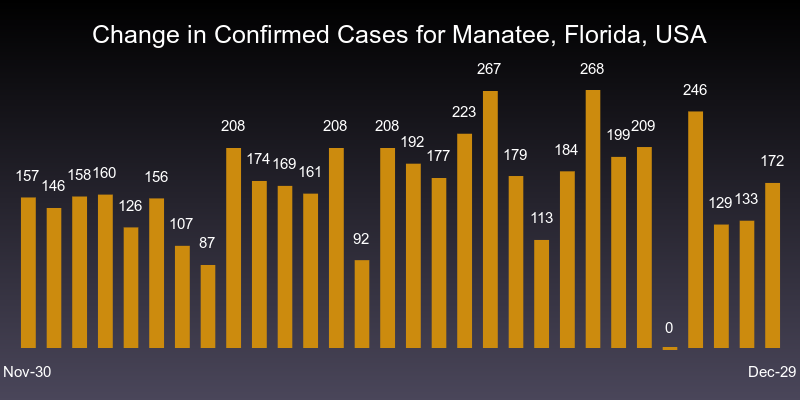 Change in Confirmed Cases for Manatee, Florida, USA
157 146 158 160 126 156 107 87 208 174 169 161 208 92 208 192 177 223 267 179 113 184 268 199 209 0 246 129 133 172
Nov-30 Dec-29